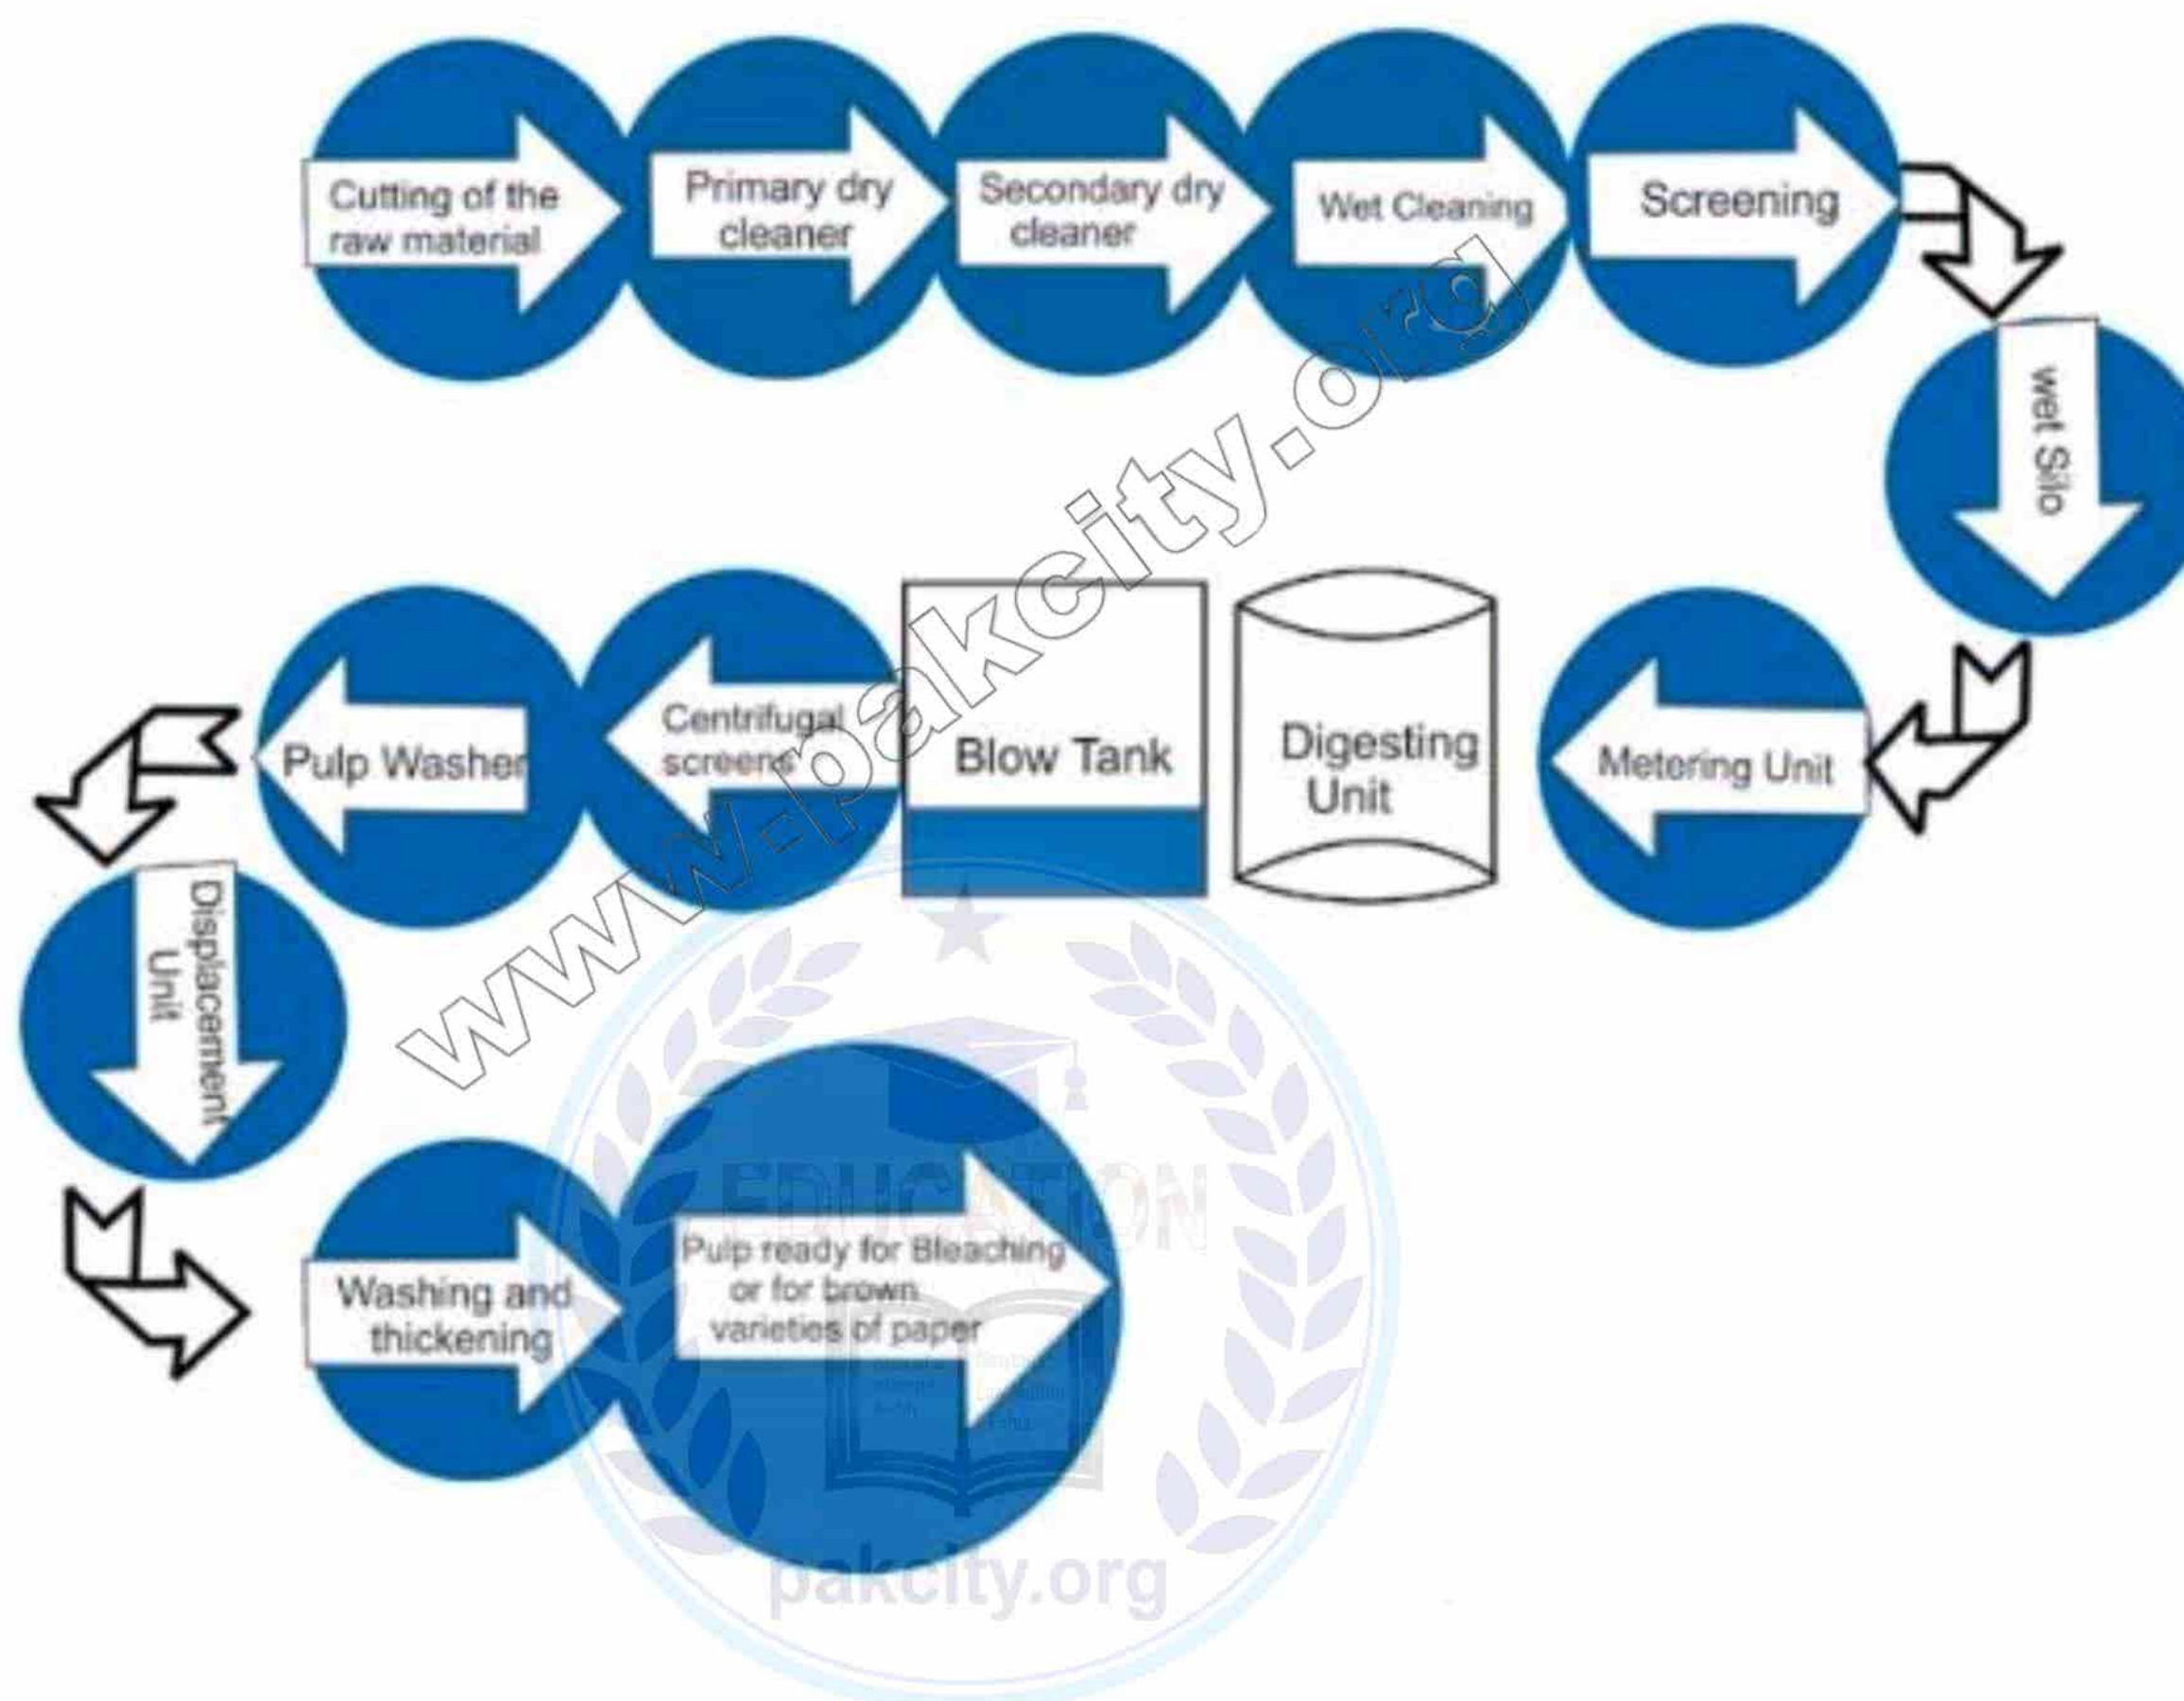 Cutting of the
raw material
Primary dry
cleaner
Secondary dry
cleaner
Wet Cleaning
Screening
wet Silo
Metering Unit
Digesting
Unit
Blow Tank
Centrifugal
screens
Pulp Washer
Displacement
Unit
Washing and
thickening
Pulp ready for Bleaching
or for brown
varieties of paper
www.pakcity.org
EDUCATION
pakcity.org